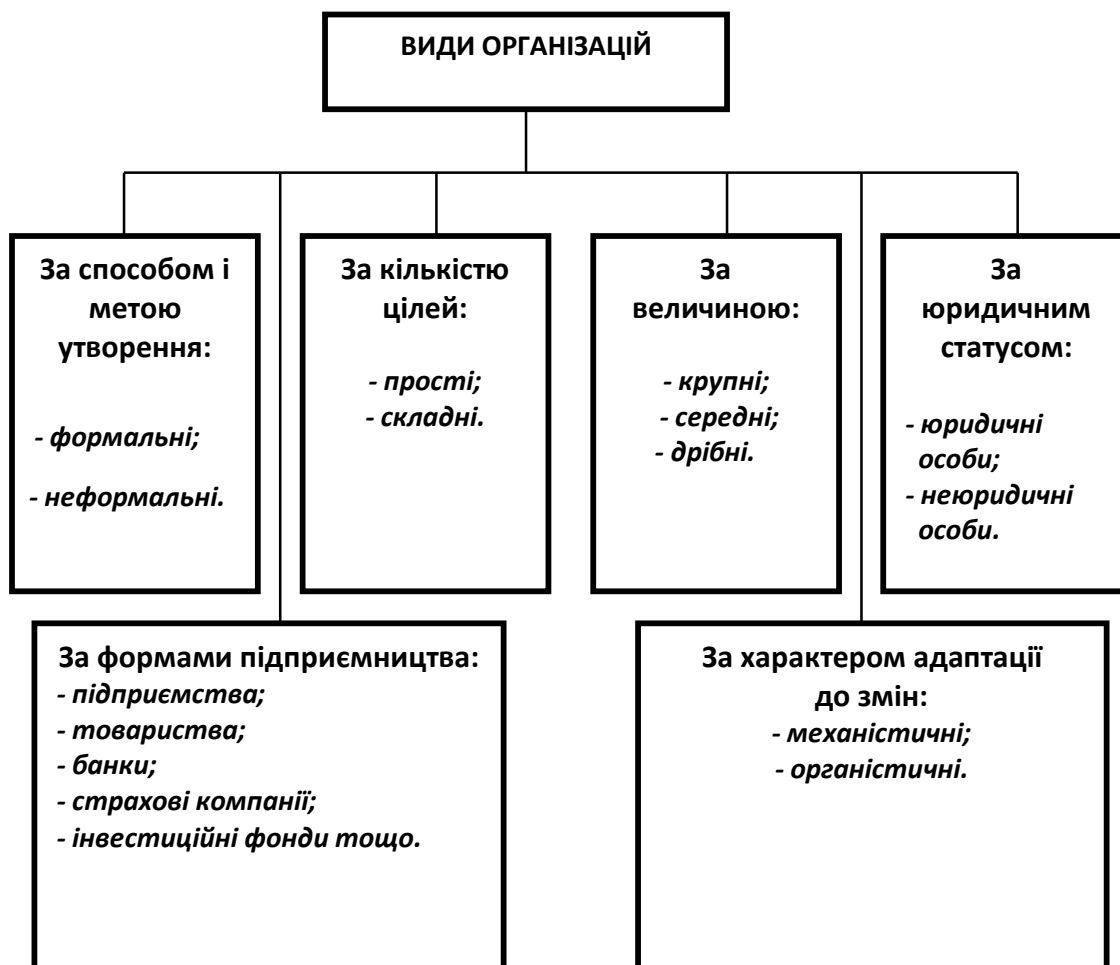 ВИДИ ОРГАНІЗАЦІЙ
За способом і
метою
утворення:
- формальні;
- неформальні.
За кількістю
цілей:
- прості;
- складні.
За
величиною:
- крупні;
- середні;
- дрібні.
За
юридичним
статусом:
- юридичні
особи;
- неюридичні
особи.
За формами підприємництва:
- підприємства;
- товариства;
- банки;
- страхові компанії;
- інвестиційні фонди тощо.
За характером адаптації
до змін:
- механістичні;
- органістичні.